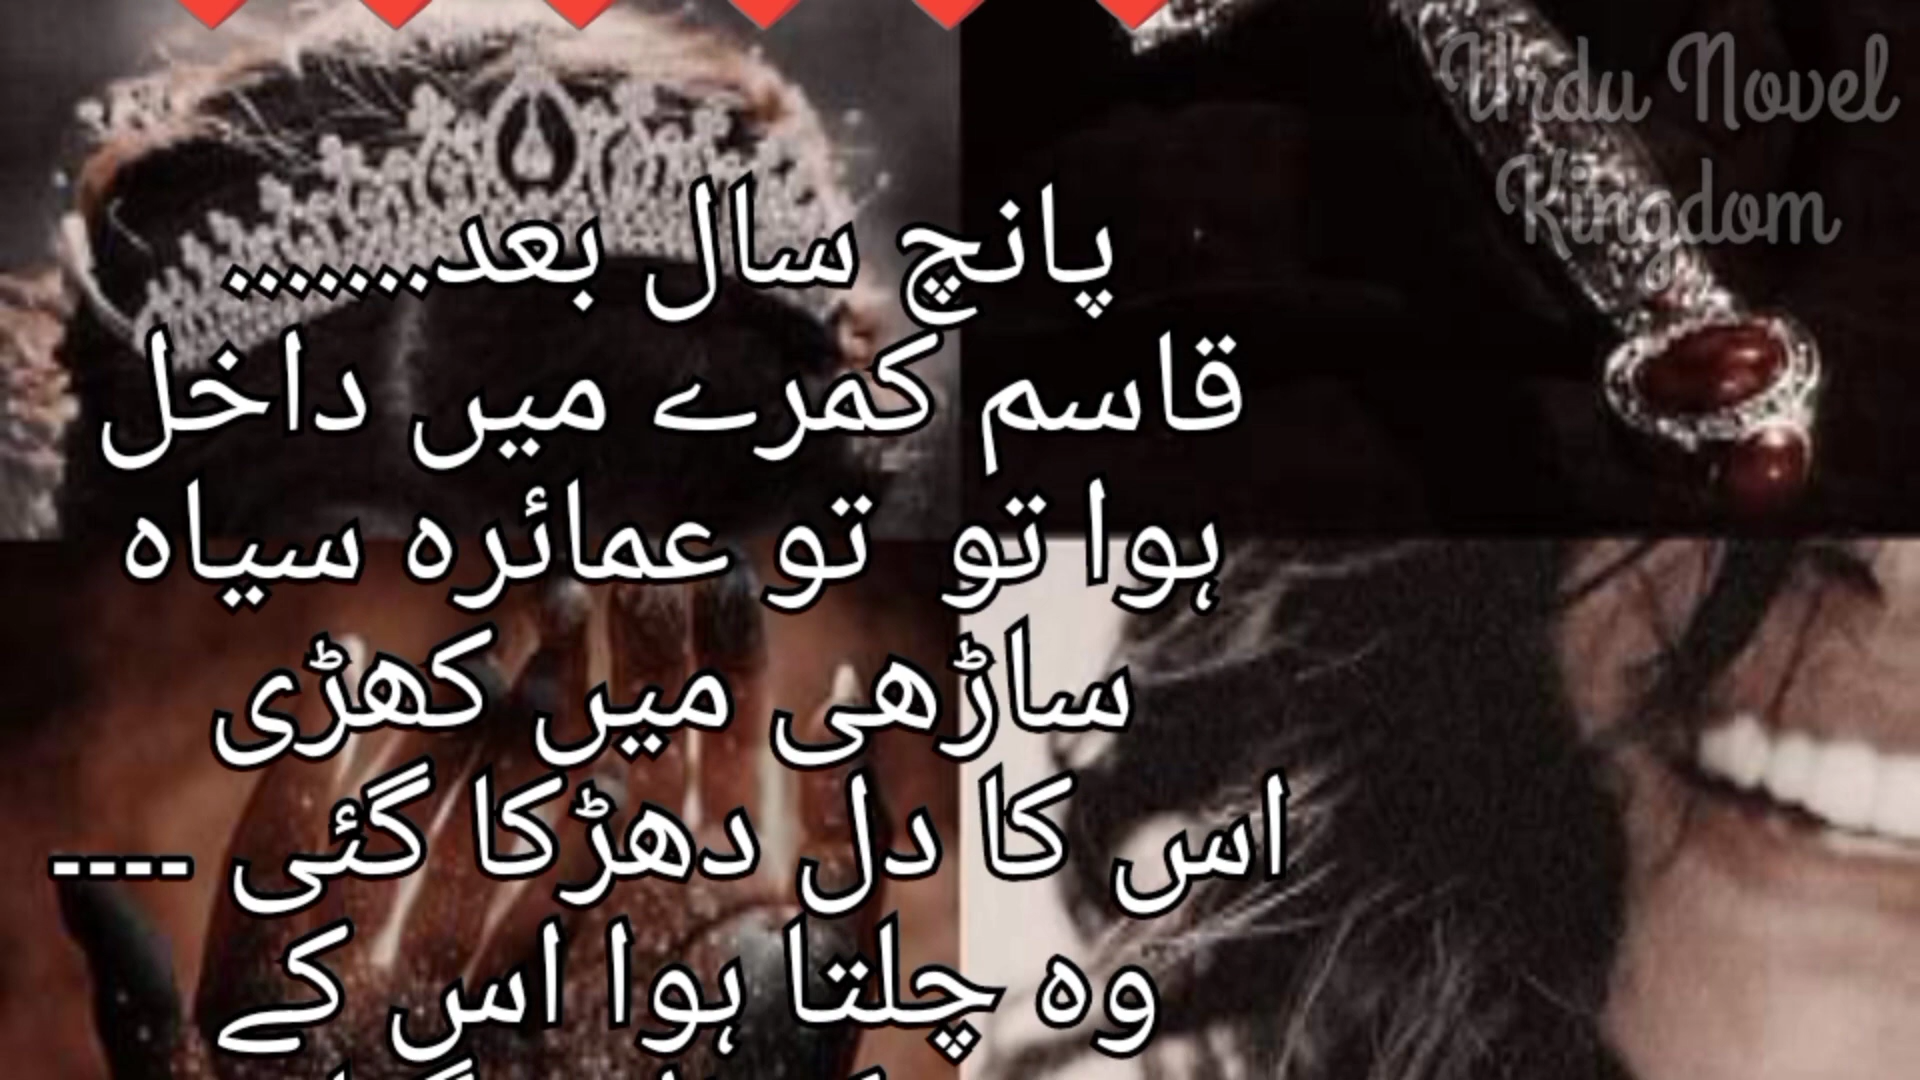 Urdu Novel
Kingdom
پانچ سال بعد.......
قاسم کمرے میں داخل
ہوا تو تو عمائرہ سیاہ
ساڑھی میں کھڑی
اس کا دل دھڑکا گئی ----
وہ چلتا ہوا اس کے